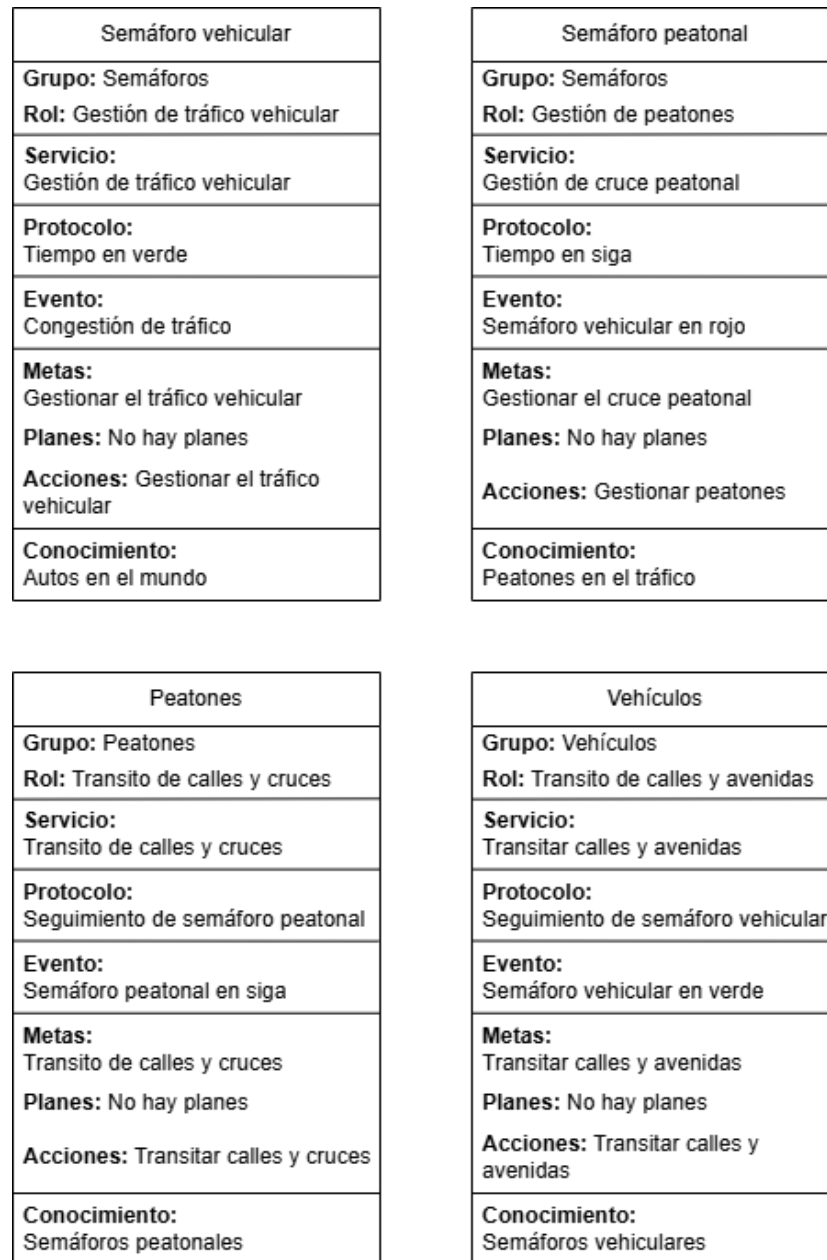 Semáforo vehicular
Grupo: Semáforos
Rol: Gestión de tráfico vehicular
Servicio:
Gestión de tráfico vehicular
Protocolo:
Tiempo en verde
Evento:
Congestión de tráfico
Metas:
Gestionar el tráfico vehicular
Planes: No hay planes
Acciones: Gestionar el tráfico
vehicular
Conocimiento:
Autos en el mundo
Semáforo peatonal
Grupo: Semáforos
Rol: Gestión de peatones
Servicio:
Gestión de cruce peatonal
Protocolo:
Tiempo en siga
Evento:
Semáforo vehicular en rojo
Metas:
Gestionar el cruce peatonal
Planes: No hay planes
Acciones: Gestionar peatones
Conocimiento:
Peatones en el tráfico
Peatones
Grupo: Peatones
Rol: Transito de calles y cruces
Servicio:
Transito de calles y cruces
Protocolo:
Seguimiento de semáforo peatonal
Evento:
Semáforo peatonal en siga
Metas:
Transito de calles y cruces
Planes: No hay planes
Acciones: Transitar calles y cruces
Conocimiento:
Semáforos peatonales
Vehículos
Grupo: Vehículos
Rol: Transito de calles y avenidas
Servicio:
Transitar calles y avenidas
Protocolo:
Seguimiento de semáforo vehicular
Evento:
Semáforo vehicular en verde
Metas:
Transitar calles y avenidas
Planes: No hay planes
Acciones: Transitar calles y
avenidas
Conocimiento:
Semáforos vehiculares